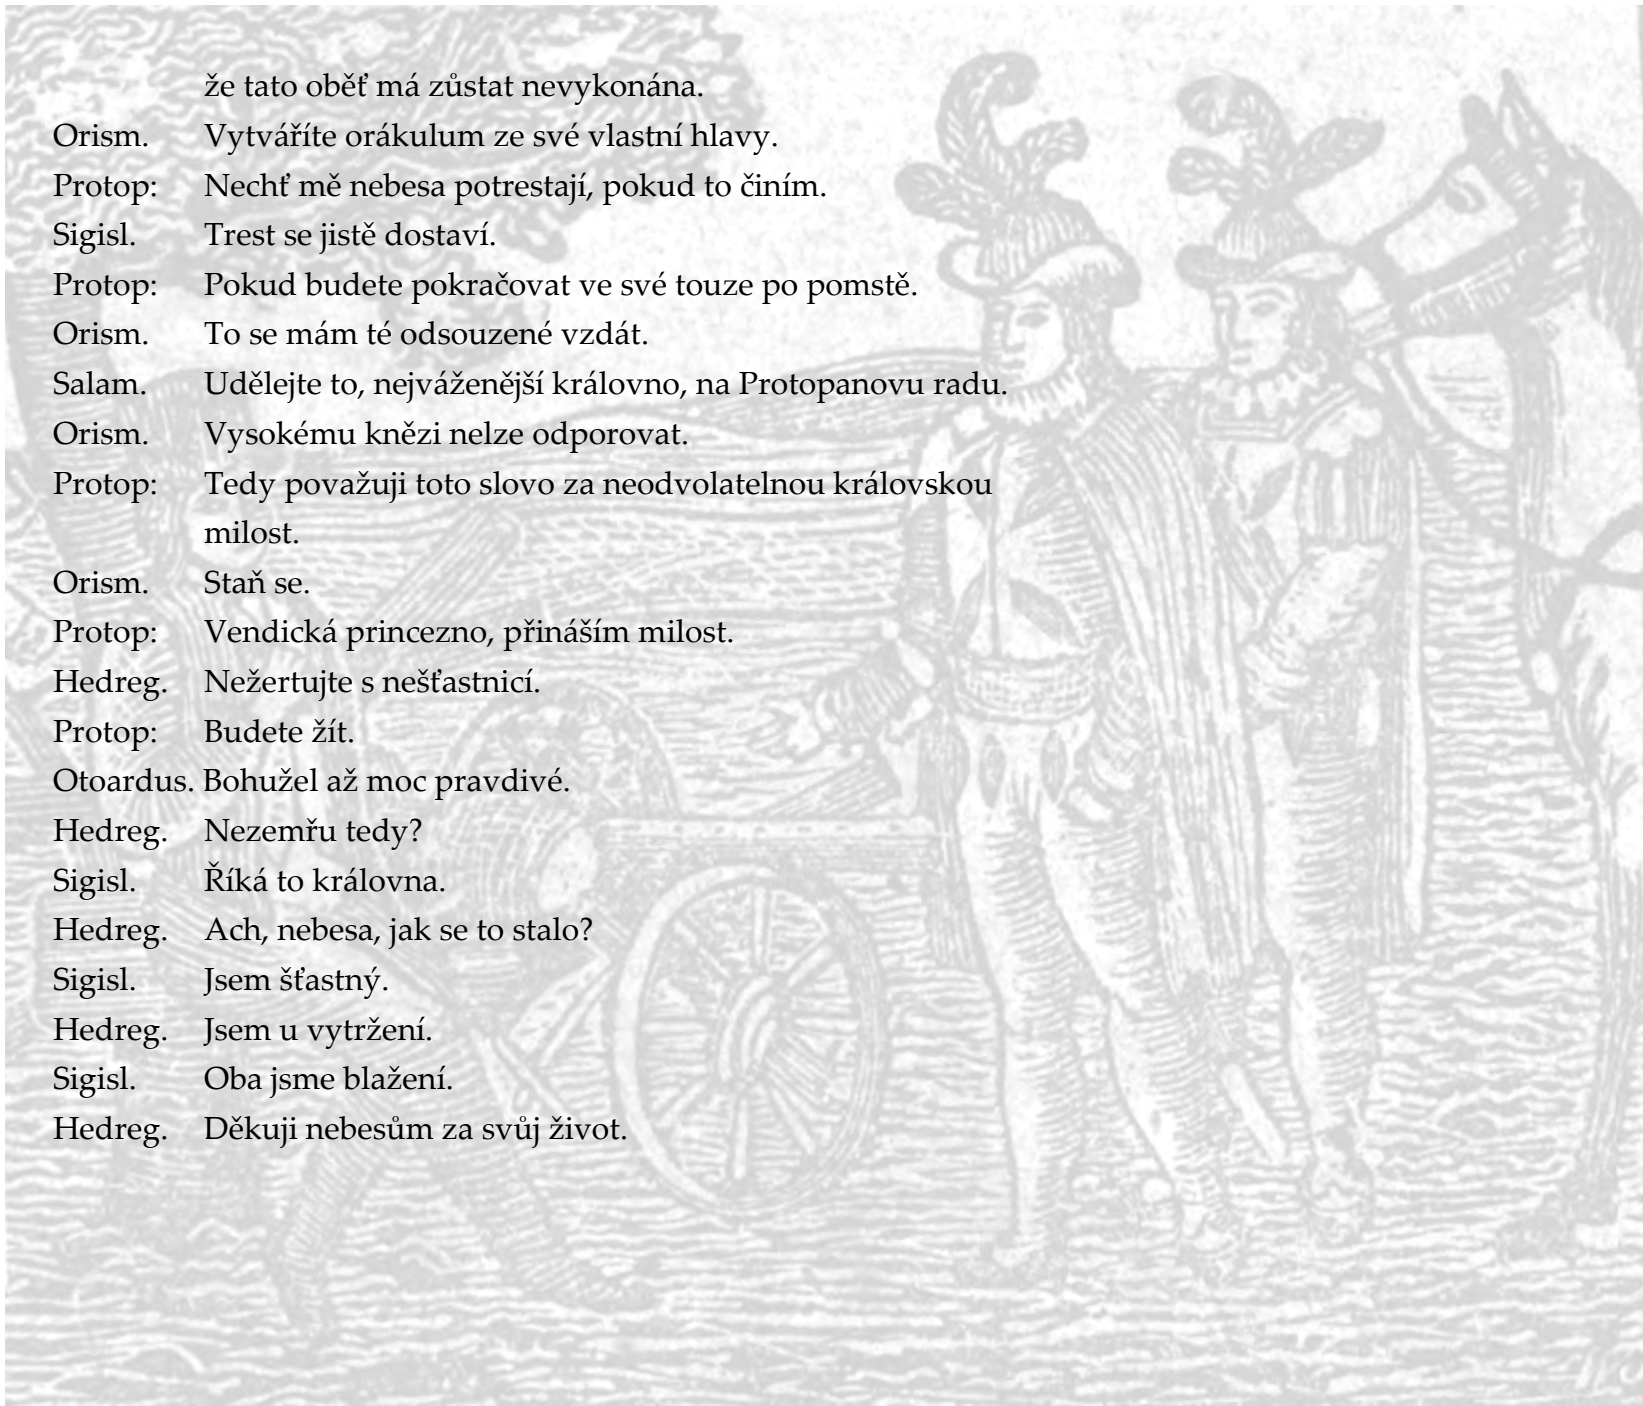 že tato oběť má zůstat nevykonána.
Orism. Vytváříte orákulum ze své vlastní hlavy.
Protop: Nechť mě nebesa potrestají, pokud to činím.
Sigisl. Trest se jistě dostaví.
Protop: Pokud budete pokračovat ve své touze po pomstě.
Orism. To se mám té odsouzené vzdát.
Salam. Udělejte to, nejváženější královno, na Protopanovu radu.
Orism. Vysokému knězi nelze odporovat.
Protop: Tedy považuji toto slovo za neodvolatelnou královskou
milost.
Orism. Staň se.
Protop: Vendická princezno, přináším milost.
Hedreg. Nežertujte s nešťastnicí.
Protop: Budete žít.
Otoardus. Bohužel až moc pravdivé.
Hedreg. Nezemřu tedy?
Sigisl. Říká to královna.
Hedreg. Ach, nebesa, jak se to stalo?
Sigisl. Jsem šťastný.
Hedreg. Jsem u vytržení.
Sigisl. Oba jsme blažení.
Hedreg. Děkuji nebesům za svůj život.